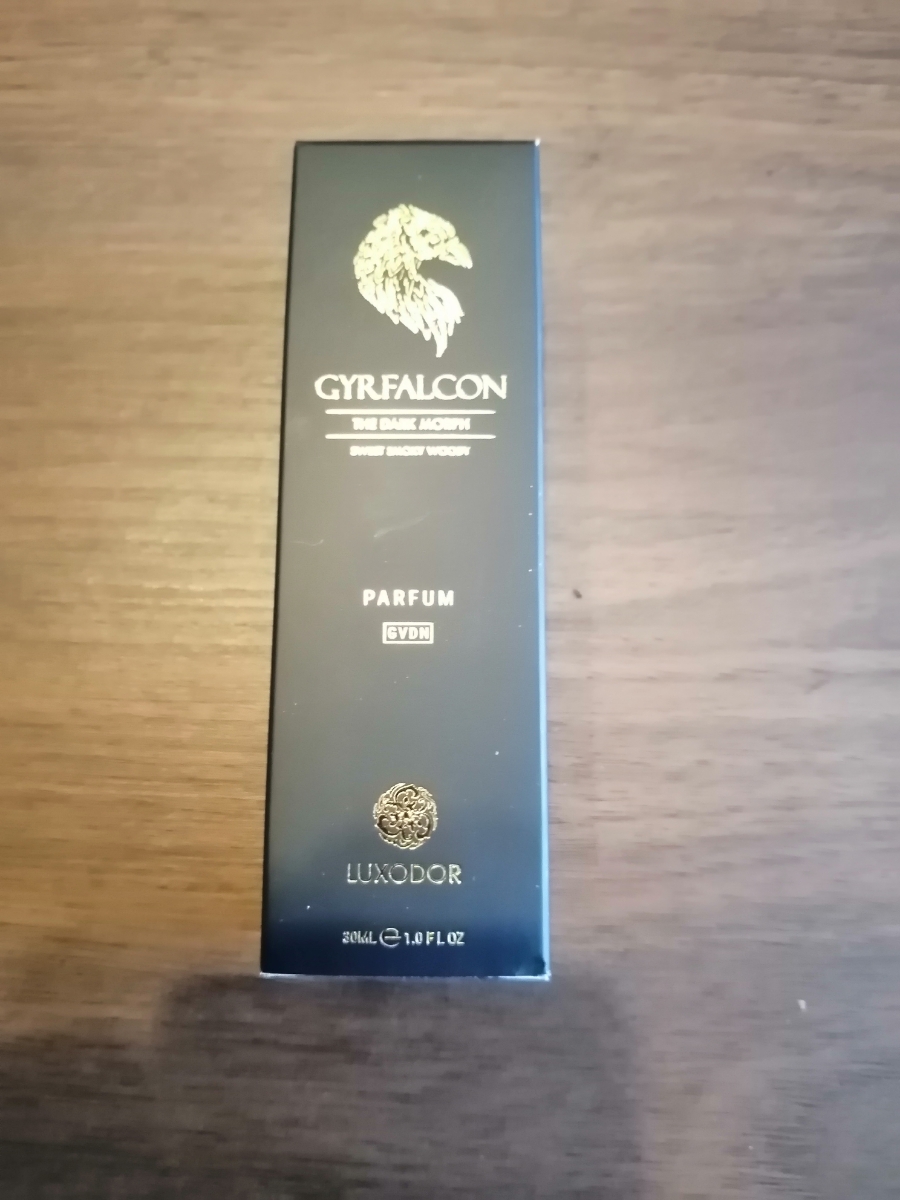 GYRFALCON
THE DARK MORPH
SWEET SMOKY WOODY
PARFUM
GVDN
LUXODOR
30ML e 1.0 FL OZ